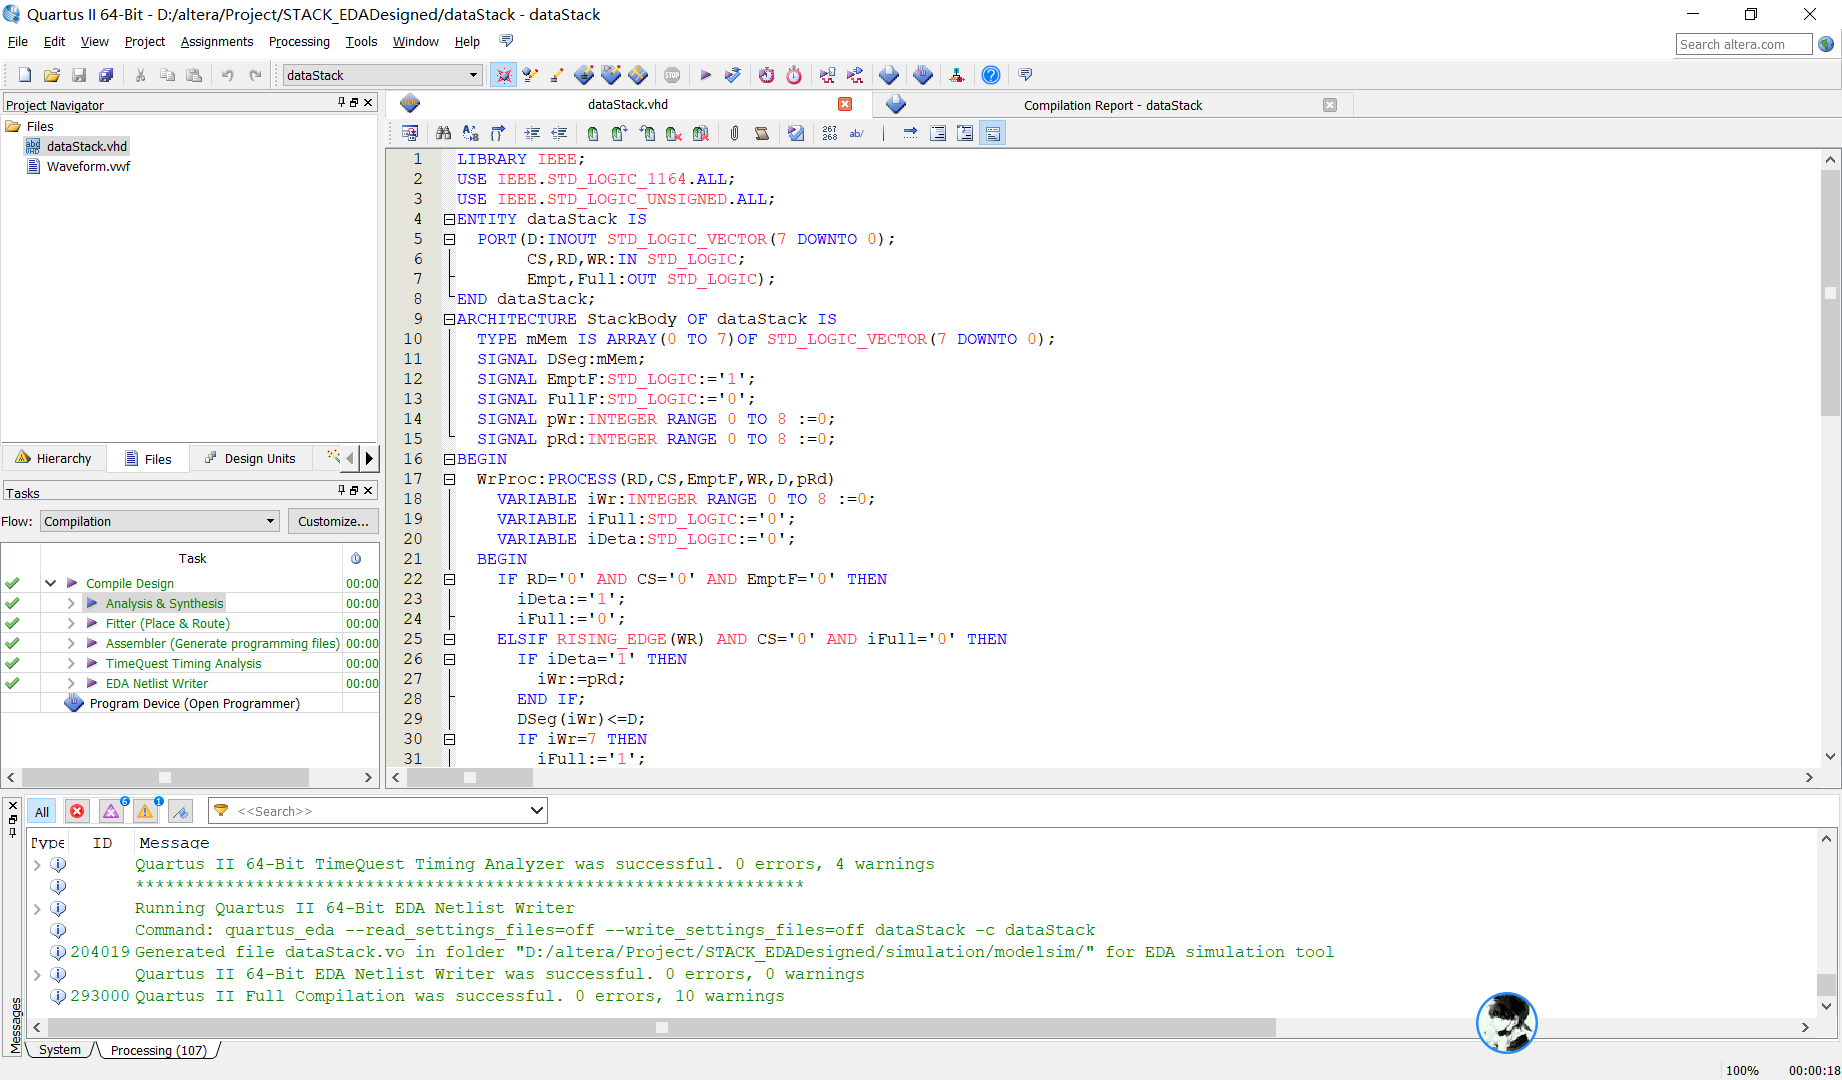 Quartus II 64-Bit - D:/altera/Project/STACK_EDADesigned/dataStack - dataStack
File Edit View Project Assignments Processing Tools Window Help
Search altera.com
dataStack
STOP
Project Navigator
Files
dataStack.vhd
Waveform.vwf
Hierarchy Files Design Units
Tasks
Flow: Compilation Customize...
Task
Compile Design 00:00
Analysis & Synthesis 00:00
Fitter (Place & Route) 00:00
Assembler (Generate programming files) 00:00
TimeQuest Timing Analysis 00:00
EDA Netlist Writer 00:00
Program Device (Open Programmer)
dataStack.vhd
Compilation Report - dataStack
267
268
ab/
1 LIBRARY IEEE;
2 USE IEEE.STD_LOGIC_1164.ALL;
3 USE IEEE.STD_LOGIC_UNSIGNED.ALL;
4 ENTITY dataStack IS
5 PORT(D:INOUT STD_LOGIC_VECTOR(7 DOWNTO 0);
6 CS,RD,WR:IN STD_LOGIC;
7 Empt,Full:OUT STD_LOGIC);
8 END dataStack;
9 ARCHITECTURE StackBody OF dataStack IS
10 TYPE mMem IS ARRAY(0 TO 7)OF STD_LOGIC_VECTOR(7 DOWNTO 0);
11 SIGNAL DSeg:mMem;
12 SIGNAL EmptF:STD_LOGIC:='1';
13 SIGNAL FullF:STD_LOGIC:='0';
14 SIGNAL pWr:INTEGER RANGE 0 TO 8 :=0;
15 SIGNAL pRd:INTEGER RANGE 0 TO 8 :=0;
16 BEGIN
17 WrProc:PROCESS(RD,CS,EmptF,WR,D,pRd)
18 VARIABLE iWr:INTEGER RANGE 0 TO 8 :=0;
19 VARIABLE iFull:STD_LOGIC:='0';
20 VARIABLE iDeta:STD_LOGIC:='0';
21 BEGIN
22 IF RD='0' AND CS='0' AND EmptF='0' THEN
23 iDeta:='1';
24 iFull:='0';
25 ELSIF RISING_EDGE(WR) AND CS='0' AND iFull='0' THEN
26 IF iDeta='1' THEN
27 iWr:=pRd;
28 END IF;
29 DSeg(iWr)<=D;
30 IF iWr=7 THEN
31 iFull:='1';
All 6 1 <<Search>>
Type ID Message
Quartus II 64-Bit TimeQuest Timing Analyzer was successful. 0 errors, 4 warnings
*******************************************************************
Running Quartus II 64-Bit EDA Netlist Writer
Command: quartus_eda --read_settings_files=off --write_settings_files=off dataStack -c dataStack
204019 Generated file dataStack.vo in folder "D:/altera/Project/STACK_EDADesigned/simulation/modelsim/" for EDA simulation tool
Quartus II 64-Bit EDA Netlist Writer was successful. 0 errors, 0 warnings
293000 Quartus II Full Compilation was successful. 0 errors, 10 warnings
Messages
System Processing (107)
100% 00:00:18